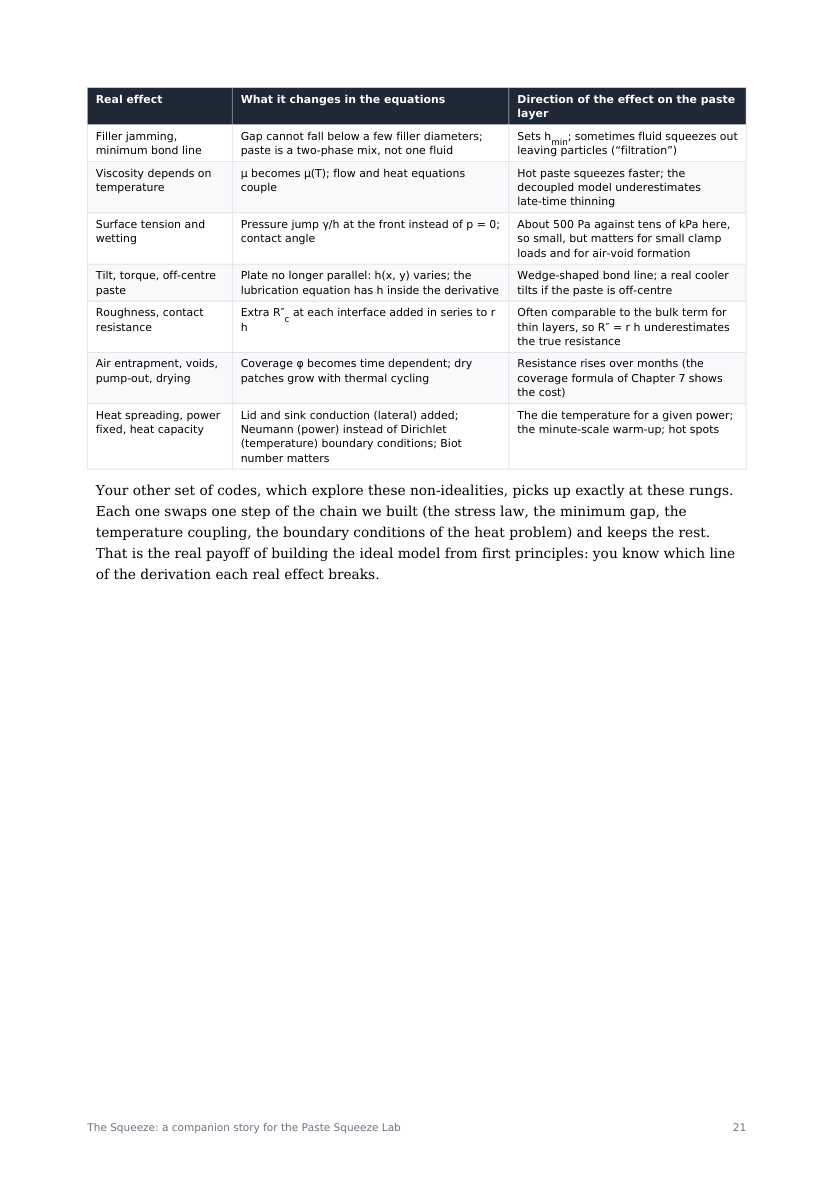 Real effect
What it changes in the equations
Direction of the effect on the paste
layer
Filler jamming,
minimum bond line
Gap cannot fall below a few filler diameters;
paste is a two-phase mix, not one fluid
Sets hmin; sometimes fluid squeezes out
leaving particles (“filtration”)
Viscosity depends on
temperature
μ becomes μ(T); flow and heat equations
couple
Hot paste squeezes faster; the
decoupled model underestimates
late-time thinning
Surface tension and
wetting
Pressure jump γ/h at the front instead of p = 0;
contact angle
About 500 Pa against tens of kPa here,
so small, but matters for small clamp
loads and for air-void formation
Tilt, torque, off-centre
paste
Plate no longer parallel: h(x, y) varies; the
lubrication equation has h inside the derivative
Wedge-shaped bond line; a real cooler
tilts if the paste is off-centre
Roughness, contact
resistance
Extra R″c at each interface added in series to r
h
Often comparable to the bulk term for
thin layers, so R″ = r h underestimates
the true resistance
Air entrapment, voids,
pump-out, drying
Coverage φ becomes time dependent; dry
patches grow with thermal cycling
Resistance rises over months (the
coverage formula of Chapter 7 shows
the cost)
Heat spreading, power
fixed, heat capacity
Lid and sink conduction (lateral) added;
Neumann (power) instead of Dirichlet
(temperature) boundary conditions; Biot
number matters
The die temperature for a given power;
the minute-scale warm-up; hot spots
Your other set of codes, which explore these non-idealities, picks up exactly at these rungs.
Each one swaps one step of the chain we built (the stress law, the minimum gap, the
temperature coupling, the boundary conditions of the heat problem) and keeps the rest.
That is the real payoff of building the ideal model from first principles: you know which line
of the derivation each real effect breaks.
The Squeeze: a companion story for the Paste Squeeze Lab
21